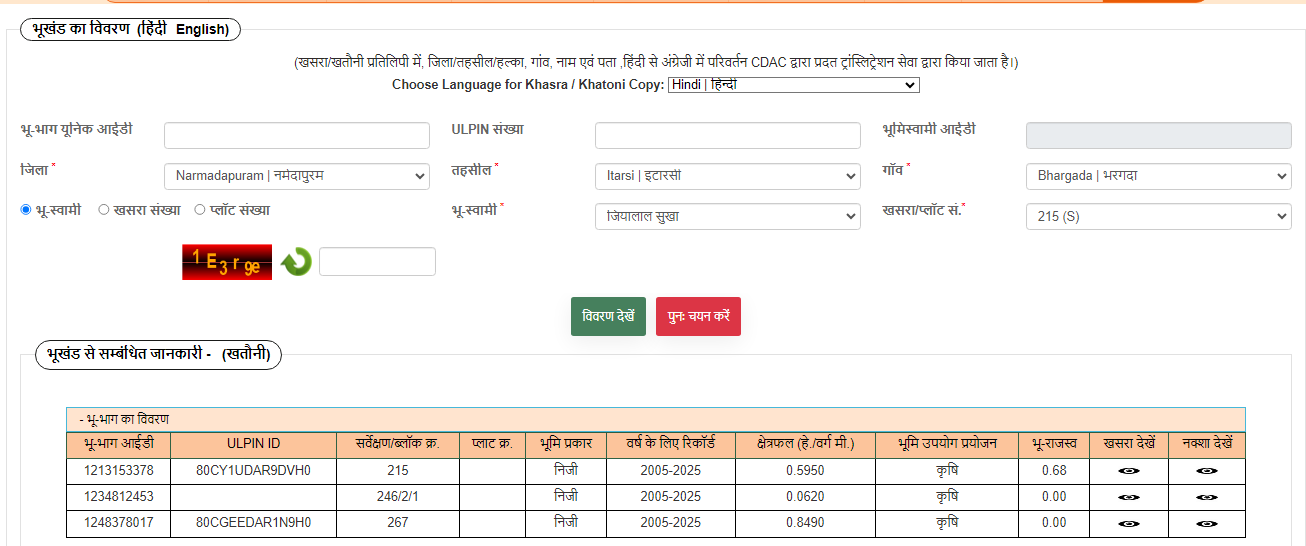 भूखंड का विवरण (हिंदी English)
(खसरा/खतौनी प्रतिलिपी में, जिला/तहसील/हल्का, गांव, नाम एवं पता ,हिंदी से अंग्रेजी में परिवर्तन CDAC द्वारा प्रदत ट्रांस्लिट्रेशन सेवा द्वारा किया जाता है।)
Choose Language for Khasra / Khatoni Copy: Hindi | हिन्दी
भू-भाग यूनिक आईडी ULPIN संख्या भूमिस्वामी आईडी
जिला * Narmadapuram | नर्मदापुरम तहसील * Itarsi | इटारसी गाँव * Bhargada | भरगदा
भू-स्वामी खसरा संख्या प्लॉट संख्या भू-स्वामी * जियालाल सुखा खसरा/प्लॉट सं.* 215 (S)
1 E 3 r ge
विवरण देखें पुनः चयन करें
भूखंड से सम्बंधित जानकारी - (खतौनी)
- भू-भाग का विवरण
भू-भाग आईडी ULPIN ID सर्वेक्षण/ब्लॉक क्र. प्लाट क्र. भूमि प्रकार वर्ष के लिए रिकॉर्ड क्षेत्रफल (हे./वर्ग मी.) भूमि उपयोग प्रयोजन भू-राजस्व खसरा देखें नक्शा देखें
1213153378 80CY1UDAR9DVH0 215 निजी 2005-2025 0.5950 कृषि 0.68
1234812453 246/2/1 निजी 2005-2025 0.0620 कृषि 0.00
1248378017 80CGEEDAR1N9H0 267 निजी 2005-2025 0.8490 कृषि 0.00